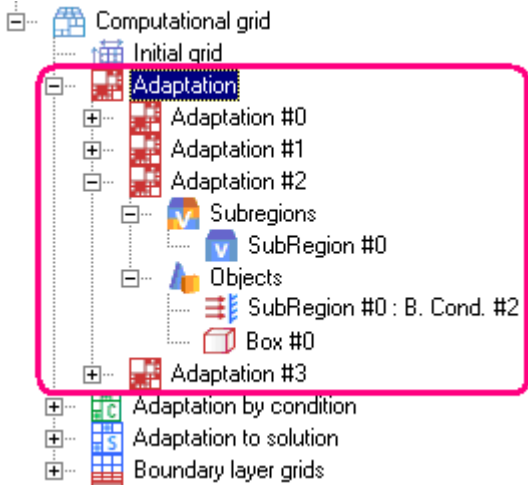 Computational grid
Initial grid
Adaptation
Adaptation #0
Adaptation #1
Adaptation #2
Subregions
SubRegion #0
Objects
SubRegion #0 : B. Cond. #2
Box #0
Adaptation #3
Adaptation by condition
Adaptation to solution
Boundary layer grids